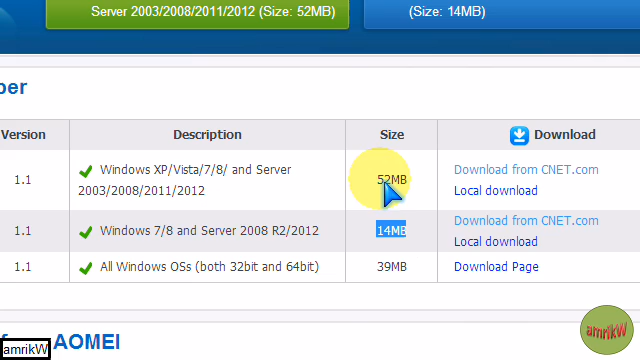 Server 2003/2008/2011/2012 (Size: 52MB)
(Size: 14MB)
per
Version Description Size Download
1.1 Windows XP/Vista/7/8/ and Server 2003/2008/2011/2012 52MB Download from CNET.com
Local download
1.1 Windows 7/8 and Server 2008 R2/2012 14MB Download from CNET.com
Local download
1.1 All Windows OSs (both 32bit and 64bit) 39MB Download Page
from AOMEI
amrikW
amrikW